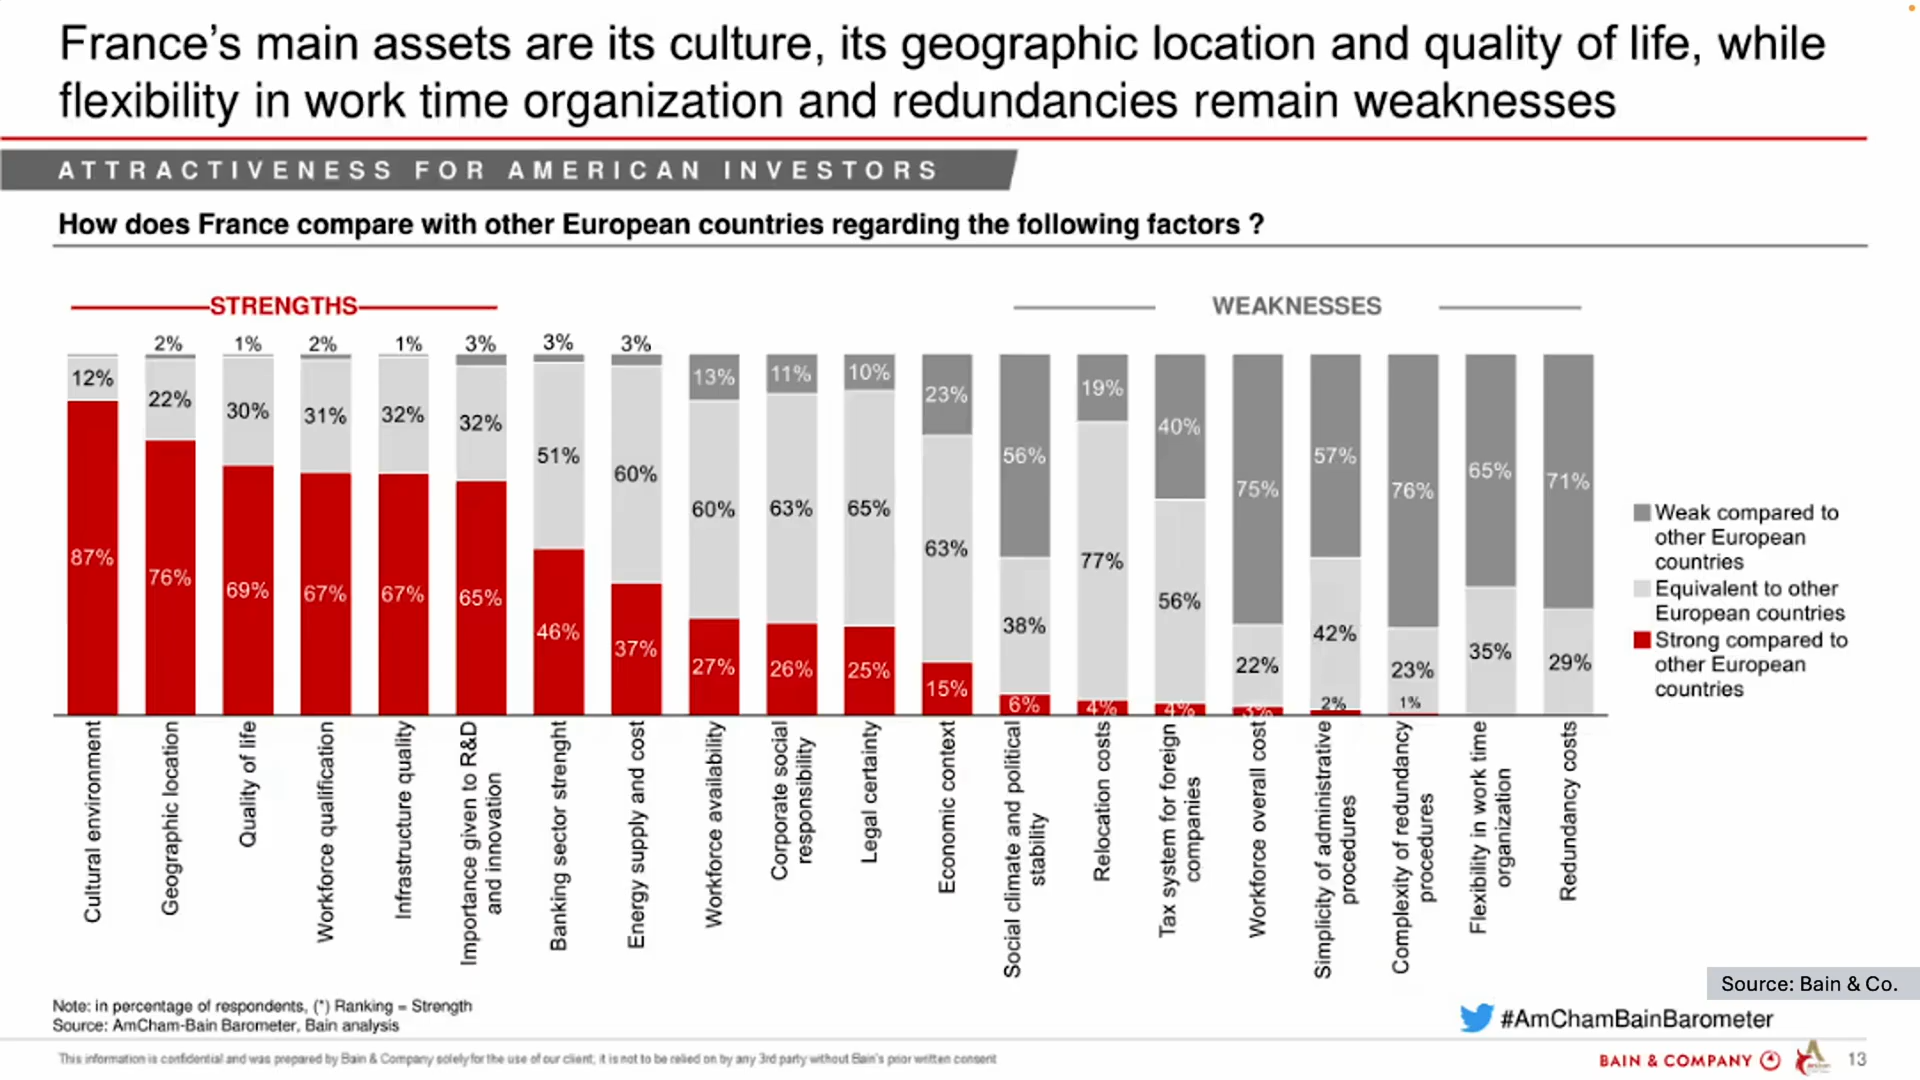 France's main assets are its culture, its geographic location and quality of life, while
flexibility in work time organization and redundancies remain weaknesses
ATTRACTIVENESS FOR AMERICAN INVESTORS
How does France compare with other European countries regarding the following factors ?
STRENGTHS
WEAKNESSES
2% 1% 2% 1% 3% 3% 3%
12% 22% 30% 31% 32% 32% 51% 60% 13% 11% 10% 23% 56% 19% 40% 75% 57% 76% 65% 71%
60% 63% 65% 63% 38% 77% 56% 22% 42% 23% 35% 29%
87% 76% 69% 67% 67% 65% 46% 37% 27% 26% 25% 15% 6% 4% 4% 3% 2% 1%
Weak compared to
other European
countries
Equivalent to other
European countries
Strong compared to
other European
countries
Cultural environment
Geographic location
Quality of life
Workforce qualification
Infrastructure quality
Importance given to R&D
and innovation
Banking sector strenght
Energy supply and cost
Workforce availability
Corporate social
responsibility
Legal certainty
Economic context
Social climate and political
stability
Relocation costs
Tax system for foreign
companies
Workforce overall cost
Simplicity of administrative
procedures
Complexity of redundancy
procedures
Flexibility in work time
organization
Redundancy costs
Source: Bain & Co.
Note: in percentage of respondents, (*) Ranking = Strength
Source: AmCham-Bain Barometer, Bain analysis
#AmChamBainBarometer
This information is confidential and was prepared by Bain & Company solely for the use of our client; it is not to be relied on by any 3rd party without Bain's prior written consent
BAIN & COMPANY
13